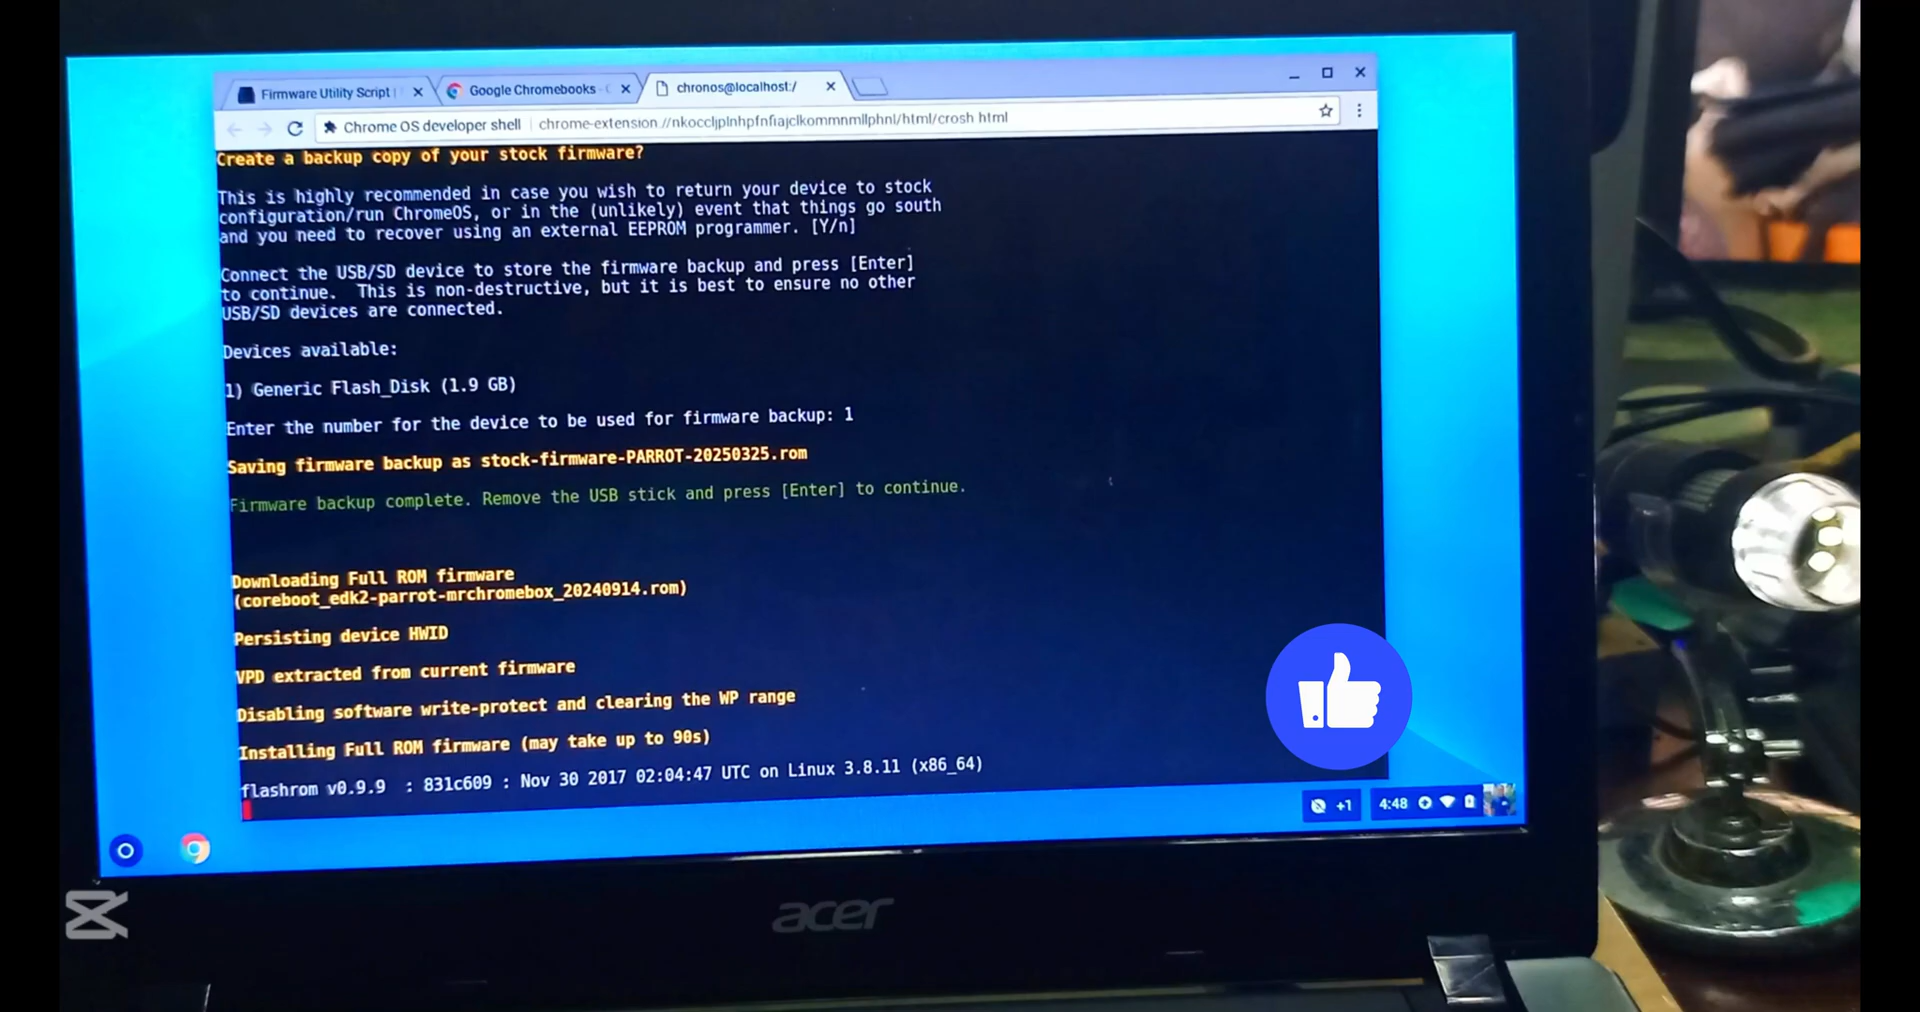 Firmware Utility Script |
Google Chromebooks -
chronos@localhost:/
Chrome OS developer shell | chrome-extension://nkoccljplnhpfnfiajclkommnmllphnl/html/crosh.html
Create a backup copy of your stock firmware?
This is highly recommended in case you wish to return your device to stock
configuration/run ChromeOS, or in the (unlikely) event that things go south
and you need to recover using an external EEPROM programmer. [Y/n]
Connect the USB/SD device to store the firmware backup and press [Enter]
to continue. This is non-destructive, but it is best to ensure no other
USB/SD devices are connected.
Devices available:
1) Generic Flash_Disk (1.9 GB)
Enter the number for the device to be used for firmware backup: 1
Saving firmware backup as stock-firmware-PARROT-20250325.rom
Firmware backup complete. Remove the USB stick and press [Enter] to continue.
Downloading Full ROM firmware
(coreboot_edk2-parrot-mrchromebox_20240914.rom)
Persisting device HWID
VPD extracted from current firmware
Disabling software write-protect and clearing the WP range
Installing Full ROM firmware (may take up to 90s)
flashrom v0.9.9 : 831c609 : Nov 30 2017 02:04:47 UTC on Linux 3.8.11 (x86_64)
+1
4:48
acer